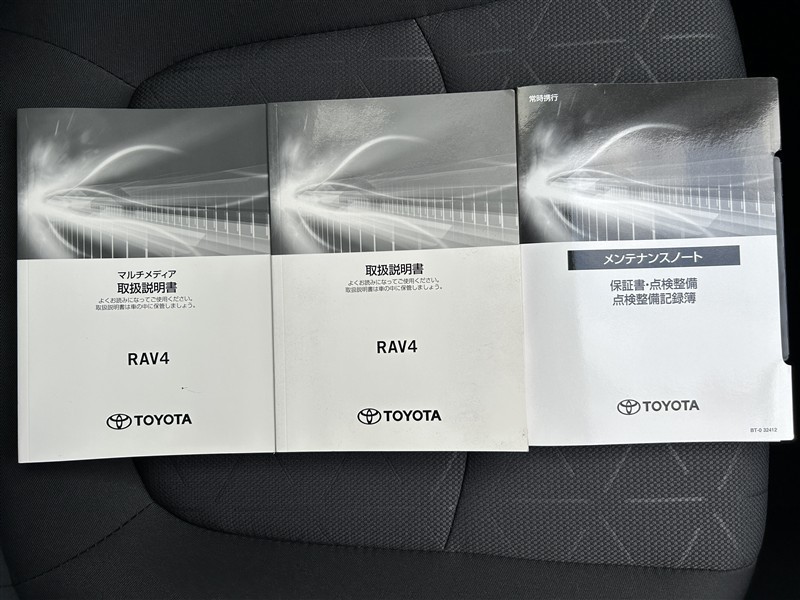 マルチメディア
取扱説明書
よくお読みになってご使用ください。
取扱説明書は車の中に保管しましょう。
RAV4
TOYOTA
取扱説明書
よくお読みになってご使用ください。
取扱説明書は車の中に保管しましょう。
RAV4
TOYOTA
常時携行
メンテナンスノート
保証書・点検整備
点検整備記録簿
TOYOTA
BT-0 32412